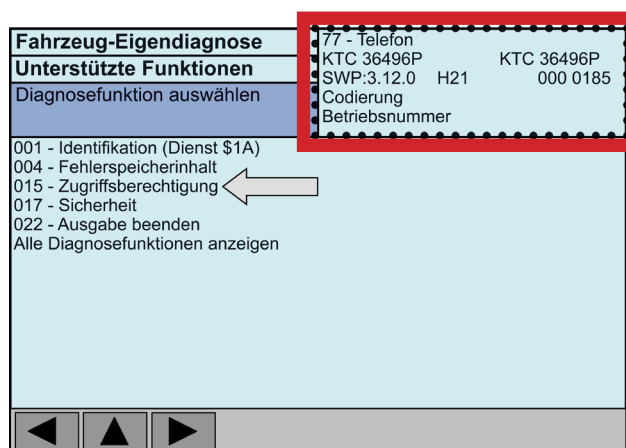 Fahrzeug-Eigendiagnose
Unterstützte Funktionen
Diagnosefunktion auswählen
77 - Telefon
KTC 36496P KTC 36496P
SWP:3.12.0 H21 000 0185
Codierung
Betriebsnummer
001 - Identifikation (Dienst $1A)
004 - Fehlerspeicherinhalt
015 - Zugriffsberechtigung
017 - Sicherheit
022 - Ausgabe beenden
Alle Diagnosefunktionen anzeigen